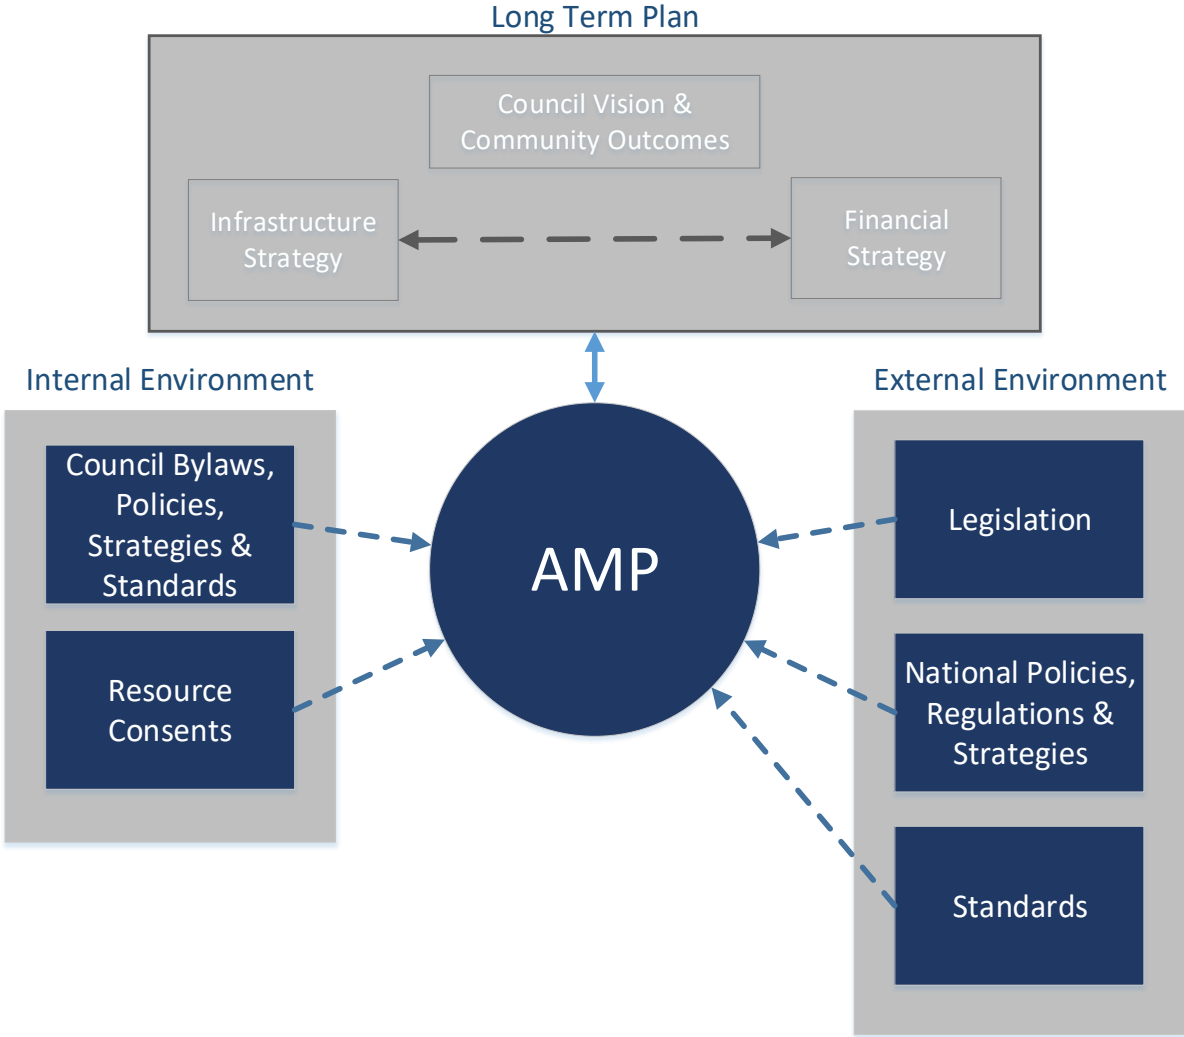 Long Term Plan
Council Vision &
Community Outcomes
Infrastructure
Strategy
Financial
Strategy
Internal Environment
Council Bylaws,
Policies,
Strategies &
Standards
Resource
Consents
AMP
External Environment
Legislation
National Policies,
Regulations &
Strategies
Standards